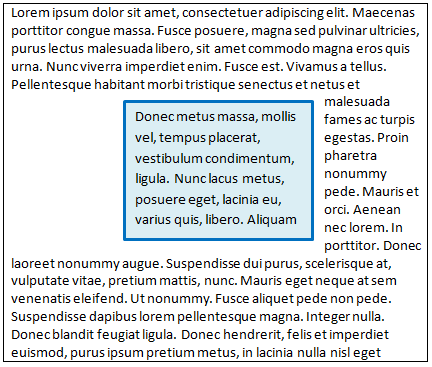 Lorem ipsum dolor sit amet, consectetuer adipiscing elit. Maecenas
porttitor congue massa. Fusce posuere, magna sed pulvinar ultricies,
purus lectus malesuada libero, sit amet commodo magna eros quis
urna. Nunc viverra imperdiet enim. Fusce est. Vivamus a tellus.
Pellentesque habitant morbi tristique senectus et netus et
malesuada
fames ac turpis
egestas. Proin
pharetra
nonummy
pede. Mauris et
orci. Aenean
nec lorem. In
porttitor. Donec
Donec metus massa, mollis
vel, tempus placerat,
vestibulum condimentum,
ligula. Nunc lacus metus,
posuere eget, lacinia eu,
varius quis, libero. Aliquam
laoreet nonummy augue. Suspendisse dui purus, scelerisque at,
vulputate vitae, pretium mattis, nunc. Mauris eget neque at sem
venenatis eleifend. Ut nonummy. Fusce aliquet pede non pede.
Suspendisse dapibus lorem pellentesque magna. Integer nulla.
Donec blandit feugiat ligula. Donec hendrerit, felis et imperdiet
euismod, purus ipsum pretium metus, in lacinia nulla nisl eget